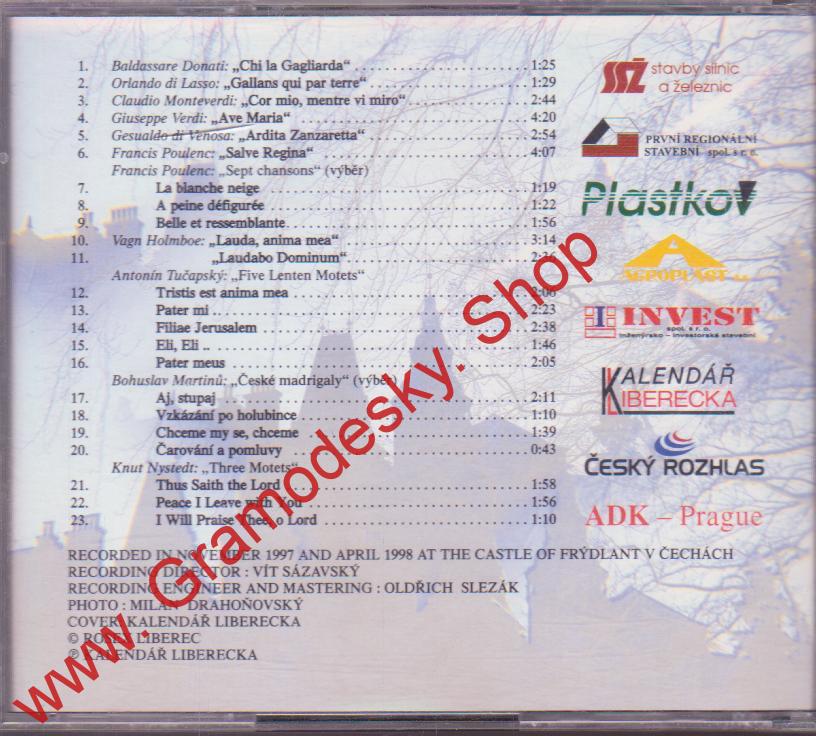 1. Baldassare Donati: „Chi la Gagliarda“ 1:25
2. Orlando di Lasso: „Gallans qui par terre“ 1:29
3. Claudio Monteverdi: „Cor mio, mentre vi miro“ 2:44
4. Giuseppe Verdi: „Ave Maria“ 4:20
5. Gesualdo di Venosa: „Ardita Zanzaretta“ 2:54
6. Francis Poulenc: „Salve Regina“ 4:07
Francis Poulenc: „Sept chansons“ (výběr)
7. La blanche neige 1:19
8. A peine défigurée 1:22
9. Belle et ressemblante 1:56
10. Vagn Holmboe: „Lauda, anima mea“ 3:14
11. „Laudabo Dominum“ 2:26
Antonín Tučapský: „Five Lenten Motets“
12. Tristis est anima mea 2:06
13. Pater mi 2:23
14. Filiae Jerusalem 2:38
15. Eli, Eli .. 1:46
16. Pater meus 2:05
Bohuslav Martinů: „České madrigaly“ (výběr)
17. Aj, stupaj 2:11
18. Vzkázání po holubince 1:10
19. Chceme my se, chceme 1:39
20. Čarování a pomluvy 0:43
Knut Nystedt: „Three Motets“
21. Thus Saith the Lord 1:58
22. Peace I Leave with You 1:56
23. I Will Praise Thee, o Lord 1:10
RECORDED IN NOVEMBER 1997 AND APRIL 1998 AT THE CASTLE OF FRÝDLANT V ČECHÁCH
RECORDING DIRECTOR : VÍT SÁZAVSKÝ
RECORDING ENGINEER AND MASTERING : OLDŘICH SLEZÁK
PHOTO : MILAN DRAHOŇOVSKÝ
COVER KALENDÁŘ LIBERECKA
© ROSEX LIBEREC
℗ KALENDÁŘ LIBERECKA
SSŽ stavby silnic
a železnic
PRVNÍ REGIONÁLNÍ
STAVEBNÍ spol. s r. o.
Plastkov
AGROPLAST
I INVEST
spol. s r. o.
inženýrsko – investorská stavební
KALENDÁŘ
LIBERECKA
ČESKÝ ROZHLAS
ADK – Prague
www. Gramodesky. Shop